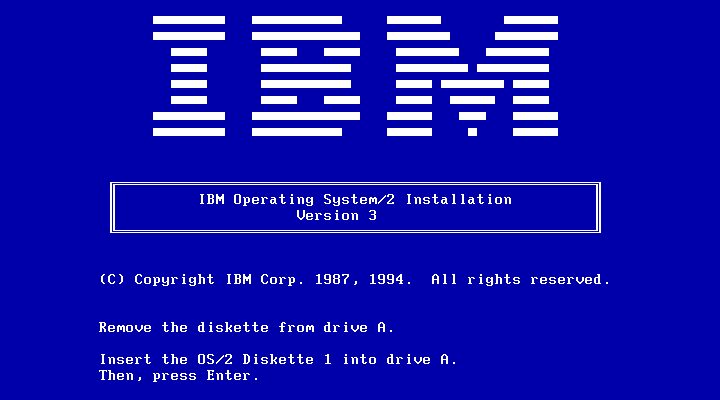 IBM
IBM Operating System/2 Installation
Version 3
(C) Copyright IBM Corp. 1987, 1994.  All rights reserved.
Remove the diskette from drive A.
Insert the OS/2 Diskette 1 into drive A.
Then, press Enter.